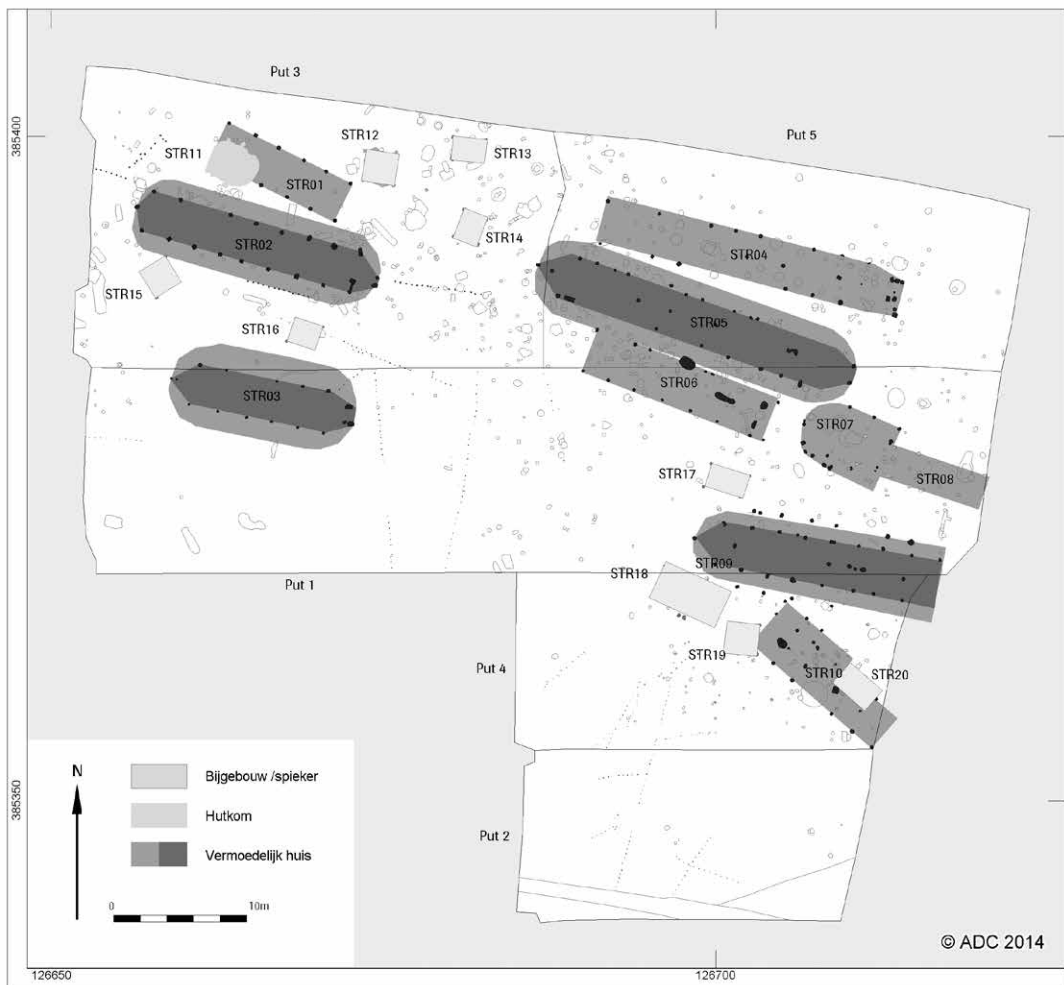 Put 3
385400
Put 5
STR12
STR13
STR11
STR01
STR14
STR02
STR04
STR15
STR05
STR16
STR06
STR03
STR07
STR17
STR08
STR09
STR18
Put 1
STR19
Put 4
STR10
STR20
N
Bijgebouw /spieker
Hutkom
Vermoedelijk huis
0
10m
385350
Put 2
© ADC 2014
126650
126700